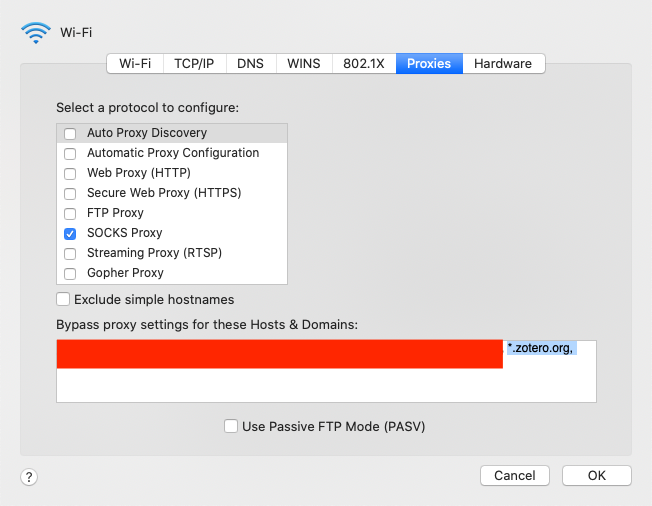 Wi-Fi
Wi-Fi TCP/IP DNS WINS 802.1X Proxies Hardware
Select a protocol to configure:
Auto Proxy Discovery
Automatic Proxy Configuration
Web Proxy (HTTP)
Secure Web Proxy (HTTPS)
FTP Proxy
SOCKS Proxy
Streaming Proxy (RTSP)
Gopher Proxy
Exclude simple hostnames
Bypass proxy settings for these Hosts & Domains:
*.zotero.org,
Use Passive FTP Mode (PASV)
? Cancel OK